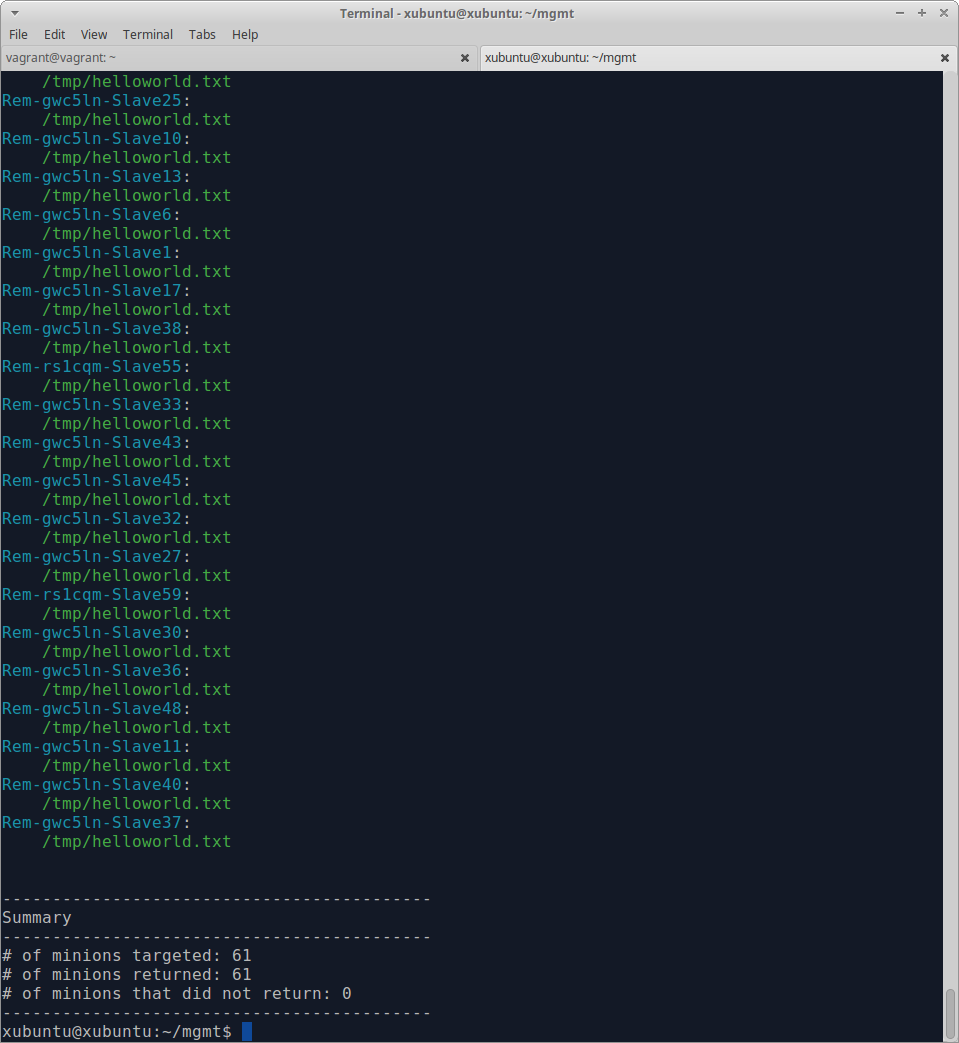 Terminal - xubuntu@xubuntu: ~/mgmt
File Edit View Terminal Tabs Help
vagrant@vagrant: ~ xubuntu@xubuntu: ~/mgmt
    /tmp/helloworld.txt
Rem-gwc5ln-Slave25:
    /tmp/helloworld.txt
Rem-gwc5ln-Slave10:
    /tmp/helloworld.txt
Rem-gwc5ln-Slave13:
    /tmp/helloworld.txt
Rem-gwc5ln-Slave6:
    /tmp/helloworld.txt
Rem-gwc5ln-Slave1:
    /tmp/helloworld.txt
Rem-gwc5ln-Slave17:
    /tmp/helloworld.txt
Rem-gwc5ln-Slave38:
    /tmp/helloworld.txt
Rem-rs1cqm-Slave55:
    /tmp/helloworld.txt
Rem-gwc5ln-Slave33:
    /tmp/helloworld.txt
Rem-gwc5ln-Slave43:
    /tmp/helloworld.txt
Rem-gwc5ln-Slave45:
    /tmp/helloworld.txt
Rem-gwc5ln-Slave32:
    /tmp/helloworld.txt
Rem-gwc5ln-Slave27:
    /tmp/helloworld.txt
Rem-rs1cqm-Slave59:
    /tmp/helloworld.txt
Rem-gwc5ln-Slave30:
    /tmp/helloworld.txt
Rem-gwc5ln-Slave36:
    /tmp/helloworld.txt
Rem-gwc5ln-Slave48:
    /tmp/helloworld.txt
Rem-gwc5ln-Slave11:
    /tmp/helloworld.txt
Rem-gwc5ln-Slave40:
    /tmp/helloworld.txt
Rem-gwc5ln-Slave37:
    /tmp/helloworld.txt
-------------------------------------------
Summary
-------------------------------------------
# of minions targeted: 61
# of minions returned: 61
# of minions that did not return: 0
-------------------------------------------
xubuntu@xubuntu:~/mgmt$